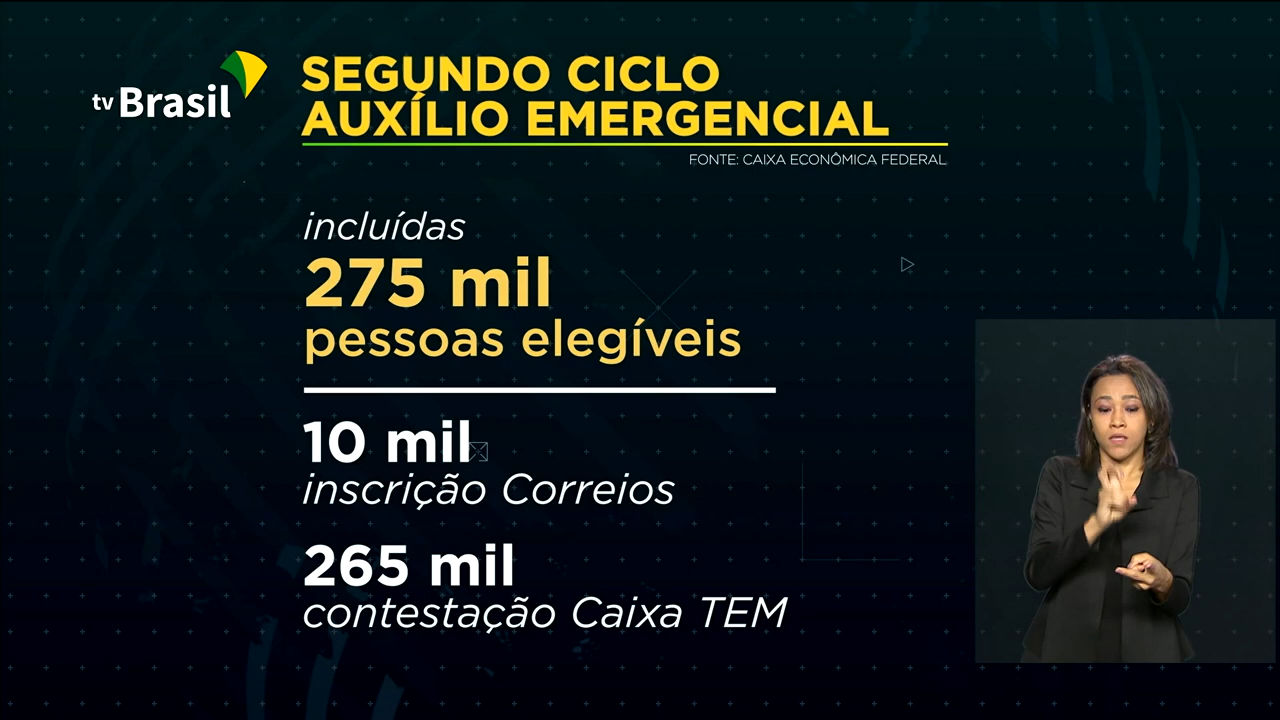 tv Brasil
SEGUNDO CICLO
AUXÍLIO EMERGENCIAL
FONTE: CAIXA ECONÔMICA FEDERAL
incluídas
275 mil
pessoas elegíveis
10 mil
inscrição Correios
265 mil
contestação Caixa TEM